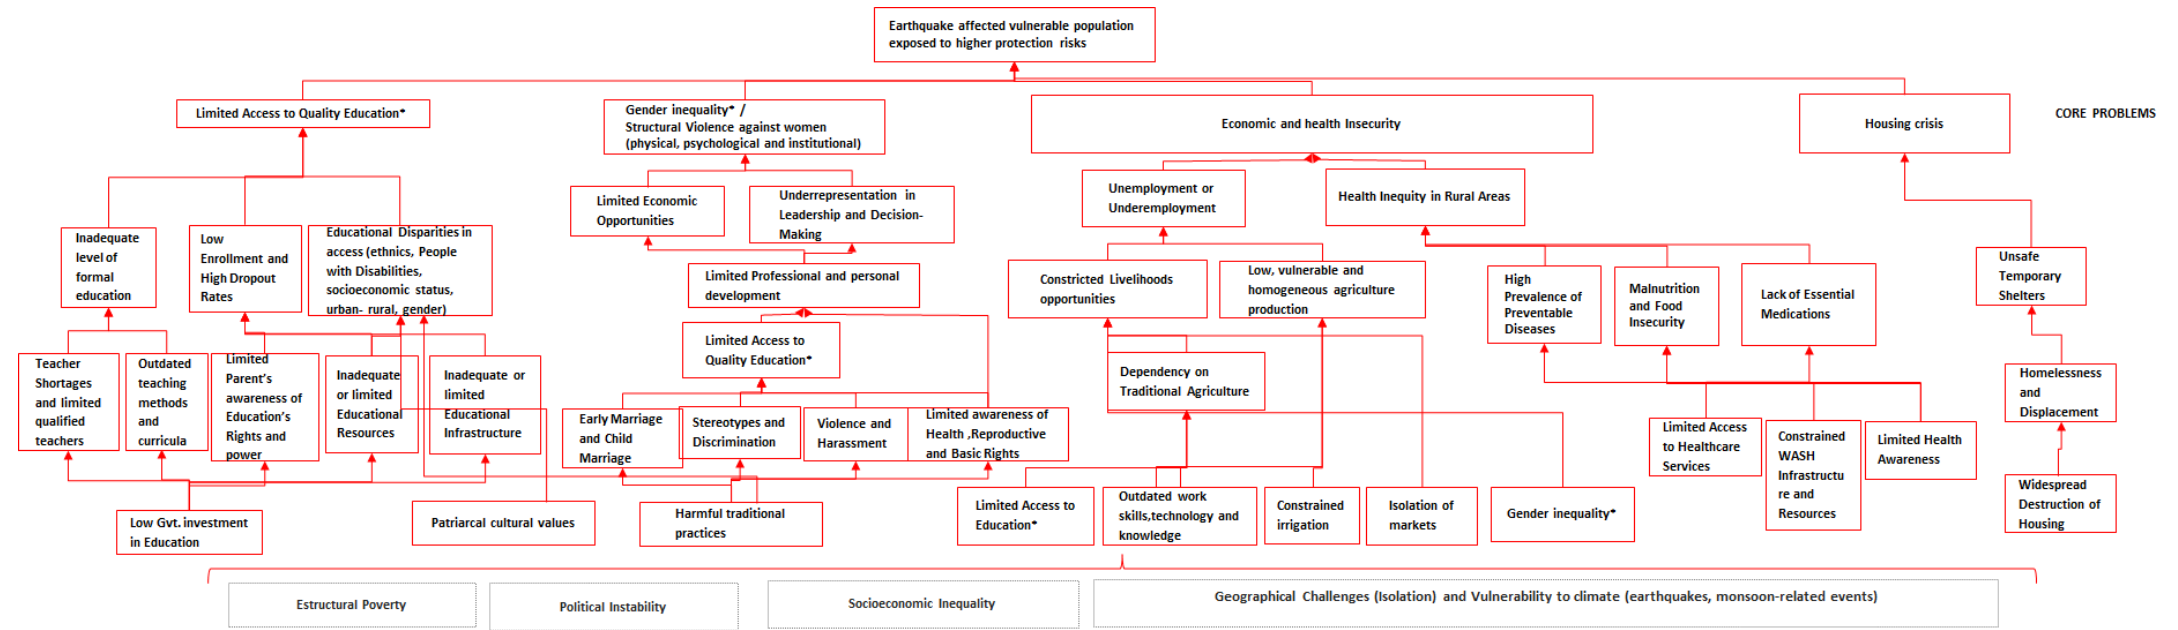 Earthquake affected vulnerable population
exposed to higher protection risks
Limited Access to Quality Education*
Gender inequality* /
Structural Violence against women
(physical, psychological and institutional)
Economic and health Insecurity
Housing crisis
CORE PROBLEMS
Limited Economic
Opportunities
Underrepresentation in
Leadership and Decision-
Making
Unemployment or
Underemployment
Health Inequity in Rural Areas
Inadequate
level of
formal
education
Low
Enrollment and
High Dropout
Rates
Educational Disparities in
access (ethnics, People
with Disabilities,
socioeconomic status,
urban- rural, gender)
Limited Professional and personal
development
Constricted Livelihoods
opportunities
Low, vulnerable and
homogeneous agriculture
production
High
Prevalence of
Preventable
Diseases
Malnutrition
and Food
Insecurity
Lack of Essential
Medications
Unsafe
Temporary
Shelters
Limited Access to
Quality Education*
Teacher
Shortages
and limited
qualified
teachers
Outdated
teaching
methods
and
curricula
Limited
Parent's
awareness of
Education's
Rights and
power
Inadequate
or limited
Educational
Resources
Inadequate or
limited
Educational
Infrastructure
Dependency on
Traditional Agriculture
Homelessness
and
Displacement
Early Marriage
and Child
Marriage
Stereotypes and
Discrimination
Violence and
Harassment
Limited awareness of
Health ,Reproductive
and Basic Rights
Limited Access
to Healthcare
Services
Constrained
WASH
Infrastructu
re and
Resources
Limited Health
Awareness
Low Gvt. investment
in Education
Patriarcal cultural values
Harmful traditional
practices
Limited Access to
Education*
Outdated work
skills,technology and
knowledge
Constrained
irrigation
Isolation of
markets
Gender inequality*
Widespread
Destruction of
Housing
Estructural Poverty
Political Instability
Socioeconomic Inequality
Geographical Challenges (Isolation) and Vulnerability to climate (earthquakes, monsoon-related events)